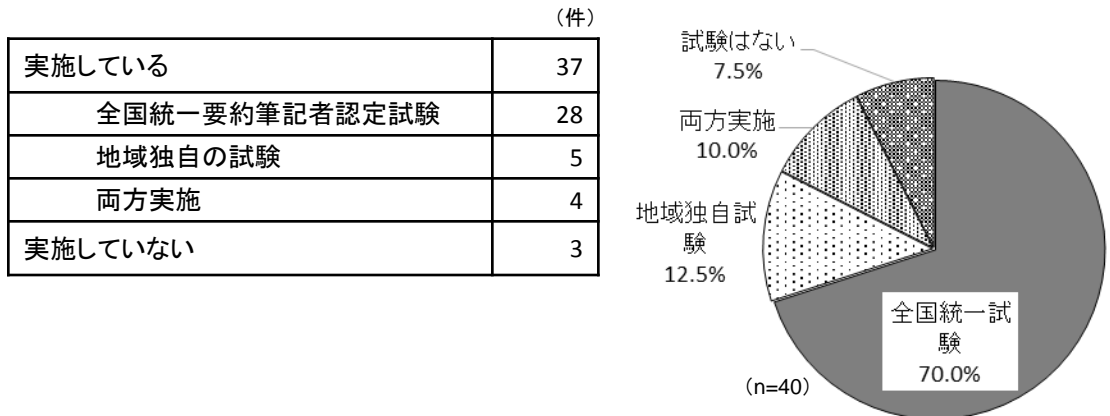 （件）
実施している 37
全国統一要約筆記者認定試験 28
地域独自の試験 5
両方実施 4
実施していない 3
試験はない
7.5%
両方実施
10.0%
地域独自試
験
12.5%
全国統一試
験
70.0%
（n=40）